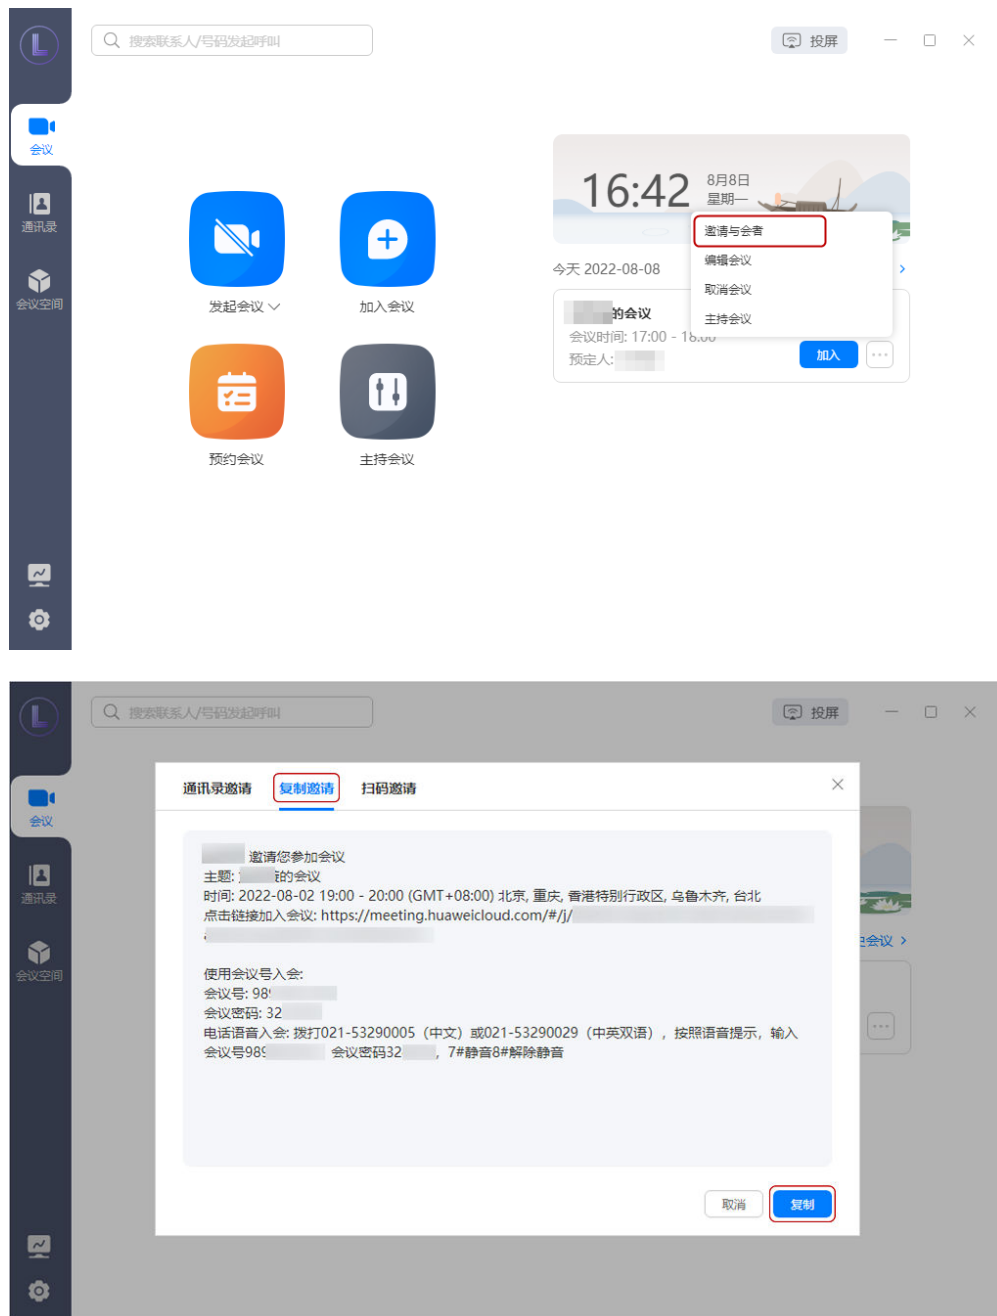 搜索联系人/号码发起呼叫
投屏
会议
通讯录
会议空间
发起会议
加入会议
预约会议
主持会议
16:42
8月8日
星期一
邀请与会者
编辑会议
取消会议
主持会议
今天 2022-08-08
的会议
会议时间: 17:00 - 18:00
预定人:
加入
搜索联系人/号码发起呼叫
投屏
会议
通讯录
会议空间
通讯录邀请 复制邀请 扫码邀请
邀请您参加会议
主题: 的会议
时间: 2022-08-02 19:00 - 20:00 (GMT+08:00) 北京, 重庆, 香港特别行政区, 乌鲁木齐, 台北
点击链接加入会议: https://meeting.huaweicloud.com/#/j/
使用会议号入会:
会议号: 989
会议密码: 32
电话语音入会: 拨打021-53290005（中文）或021-53290029（中英双语），按照语音提示，输入
会议号989 会议密码32 ，7#静音8#解除静音
会议
取消
复制